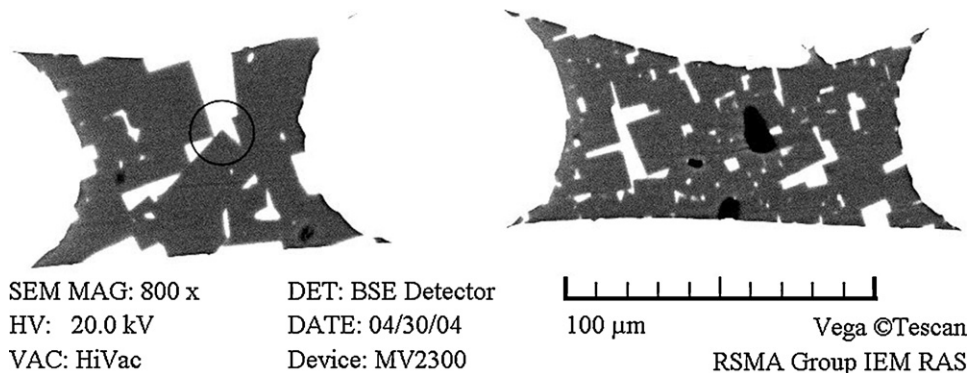 SEM MAG: 800 x DET: BSE Detector
HV: 20.0 kV DATE: 04/30/04 100 µm Vega ©Tescan
VAC: HiVac Device: MV2300 RSMA Group IEM RAS